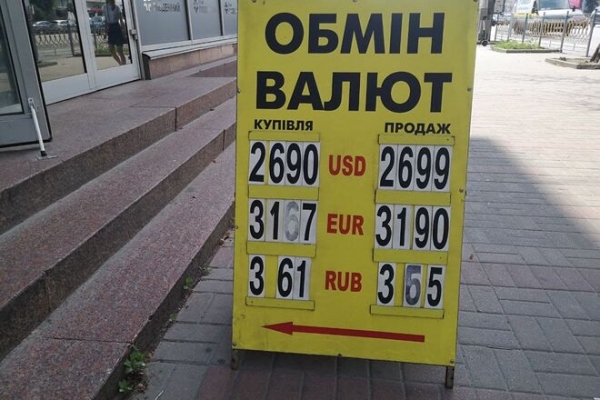 ОБМІН
ВАЛЮТ
КУПІВЛЯ ПРОДАЖ
2690 USD 2699
3167 EUR 3190
361 RUB 365